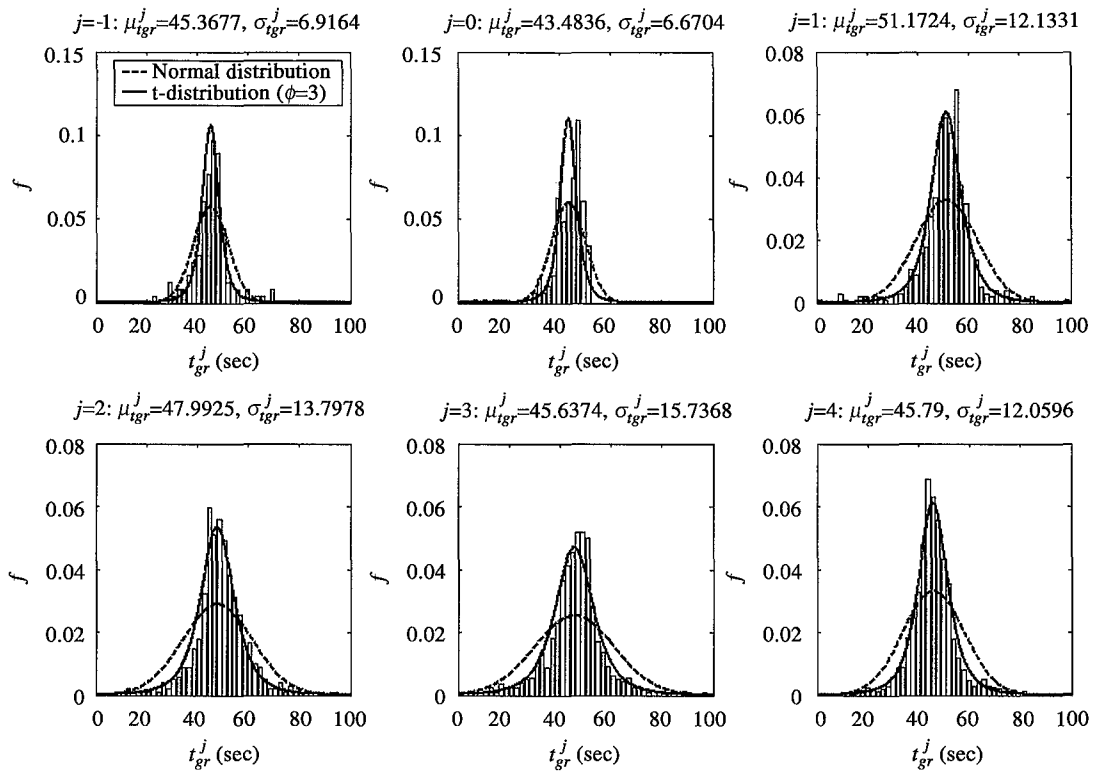 j=-1: μ^j_tgr=45.3677, σ^j_tgr=6.9164
0.15
Normal distribution
t-distribution (ϕ=3)
0.1
f
0.05
0
0 20 40 60 80 100
t^j_gr (sec)
j=0: μ^j_tgr=43.4836, σ^j_tgr=6.6704
0.15
0.1
f
0.05
0
0 20 40 60 80 100
t^j_gr (sec)
j=1: μ^j_tgr=51.1724, σ^j_tgr=12.1331
0.08
0.06
f
0.04
0.02
0
0 20 40 60 80 100
t^j_gr (sec)
j=2: μ^j_tgr=47.9925, σ^j_tgr=13.7978
0.08
0.06
f
0.04
0.02
0
0 20 40 60 80 100
t^j_gr (sec)
j=3: μ^j_tgr=45.6374, σ^j_tgr=15.7368
0.08
0.06
f
0.04
0.02
0
0 20 40 60 80 100
t^j_gr (sec)
j=4: μ^j_tgr=45.79, σ^j_tgr=12.0596
0.08
0.06
f
0.04
0.02
0
0 20 40 60 80 100
t^j_gr (sec)